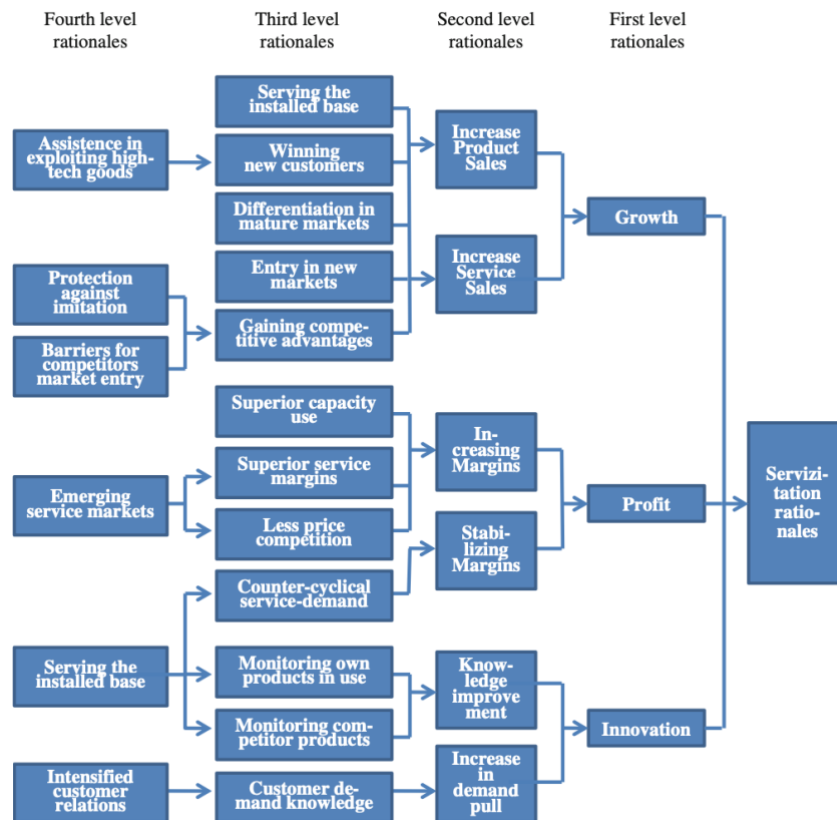 Fourth level
rationales
Third level
rationales
Second level
rationales
First level
rationales
Assistence in
exploiting high-
tech goods
Protection
against
imitation
Barriers for
competitors
market entry
Emerging
service markets
Serving the
installed base
Intensified
customer
relations
Serving the
installed base
Winning
new customers
Differentiation in
mature markets
Entry in new
markets
Gaining compe-
titive advantages
Superior capacity
use
Superior service
margins
Less price
competition
Counter-cyclical
service-demand
Monitoring own
products in use
Monitoring com-
petitor products
Customer de-
mand knowledge
Increase
Product
Sales
Increase
Service
Sales
In-
creasing
Margins
Stabi-
lizing
Margins
Know-
ledge
improve
ment
Increase
in
demand
pull
Growth
Profit
Innovation
Servizi-
tation
ratio-
nales